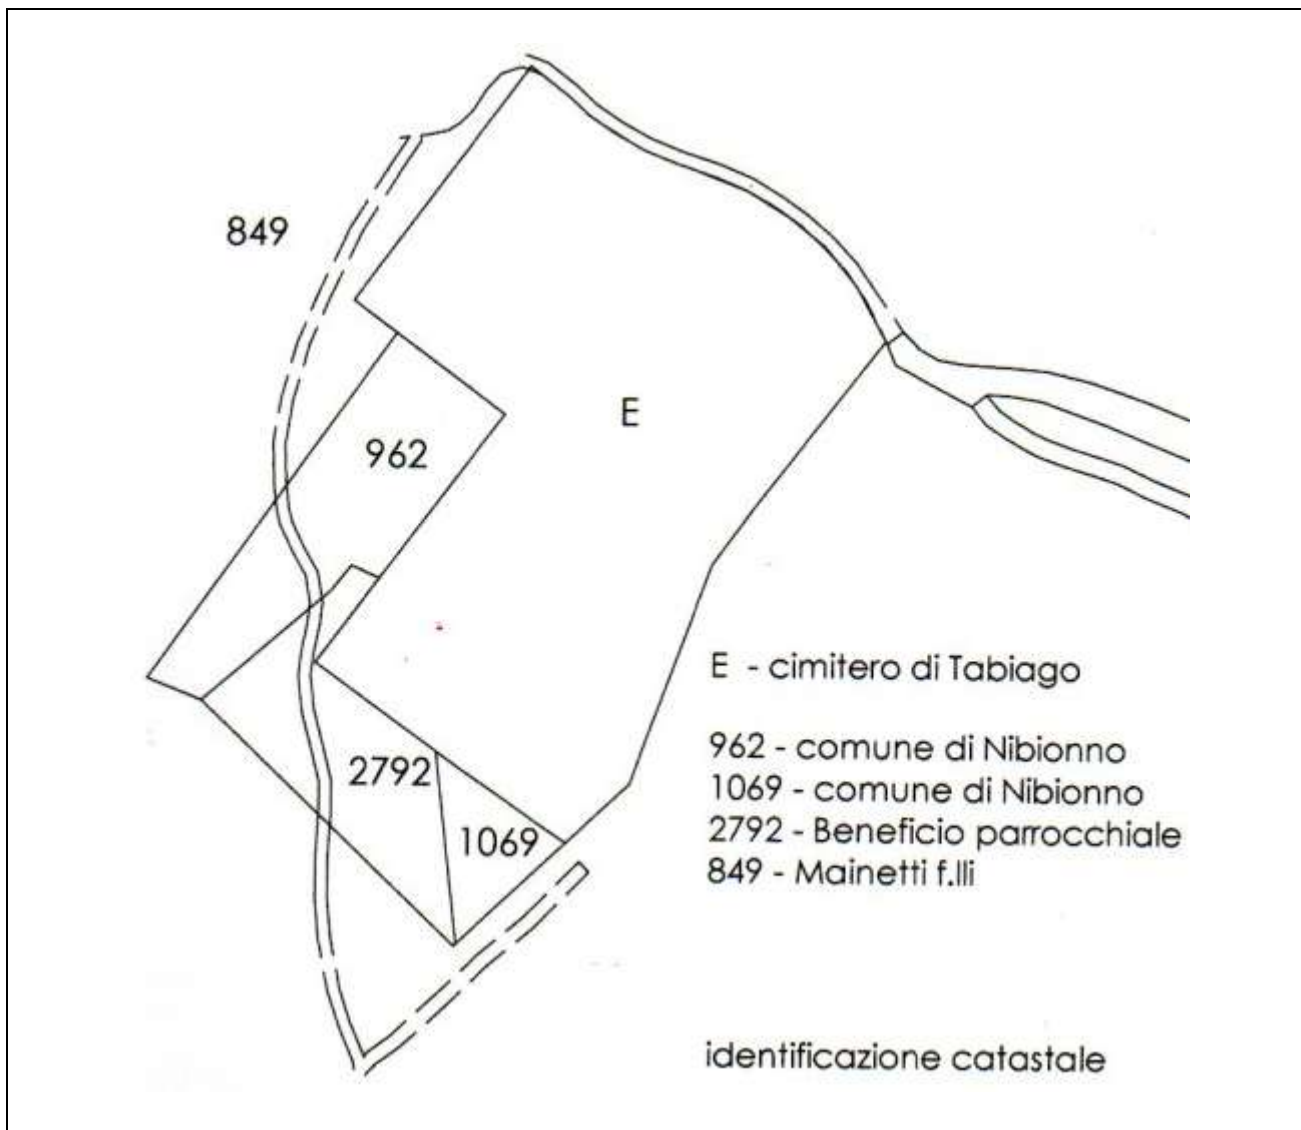 849
E
962
E - cimitero di Tabiago
962 - comune di Nibionno
2792
1069 - comune di Nibionno
1069
2792 - Beneficio parrocchiale
849 - Mainetti f.lli
identificazione catastale